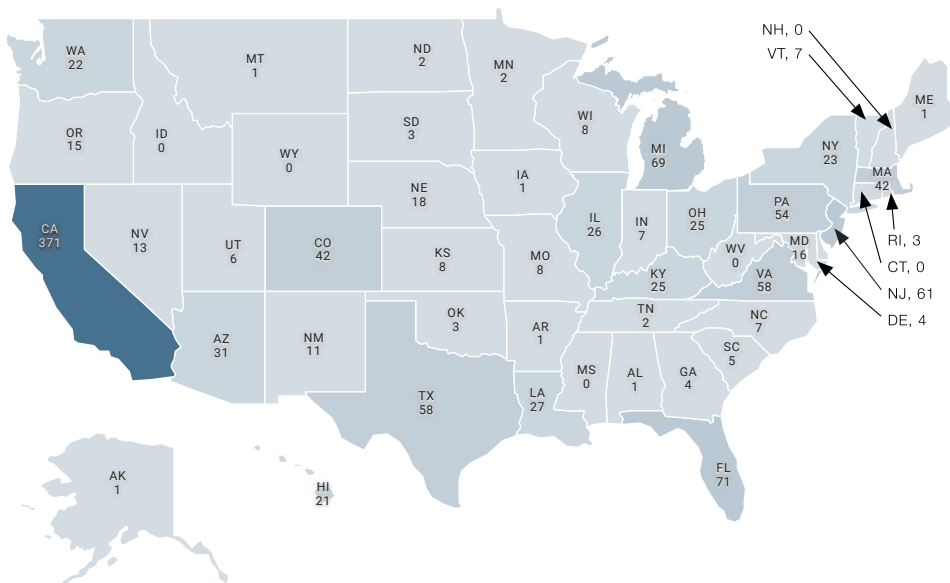 NH, 0
VT, 7
WA
22
MT
1
ND
2
MN
2
ME
1
OR
15
ID
0
SD
3
WI
8
MI
69
NY
23
WY
0
MA
42
IA
1
NE
18
PA
54
CA
371
NV
13
UT
6
CO
42
IL
26
IN
7
OH
25
WV
0
MD
16
RI, 3
KS
8
MO
8
KY
25
VA
58
CT, 0
NJ, 61
DE, 4
OK
3
TN
2
NC
7
AZ
31
NM
11
AR
1
SC
5
MS
0
AL
1
GA
4
TX
58
LA
27
FL
71
AK
1
HI
21